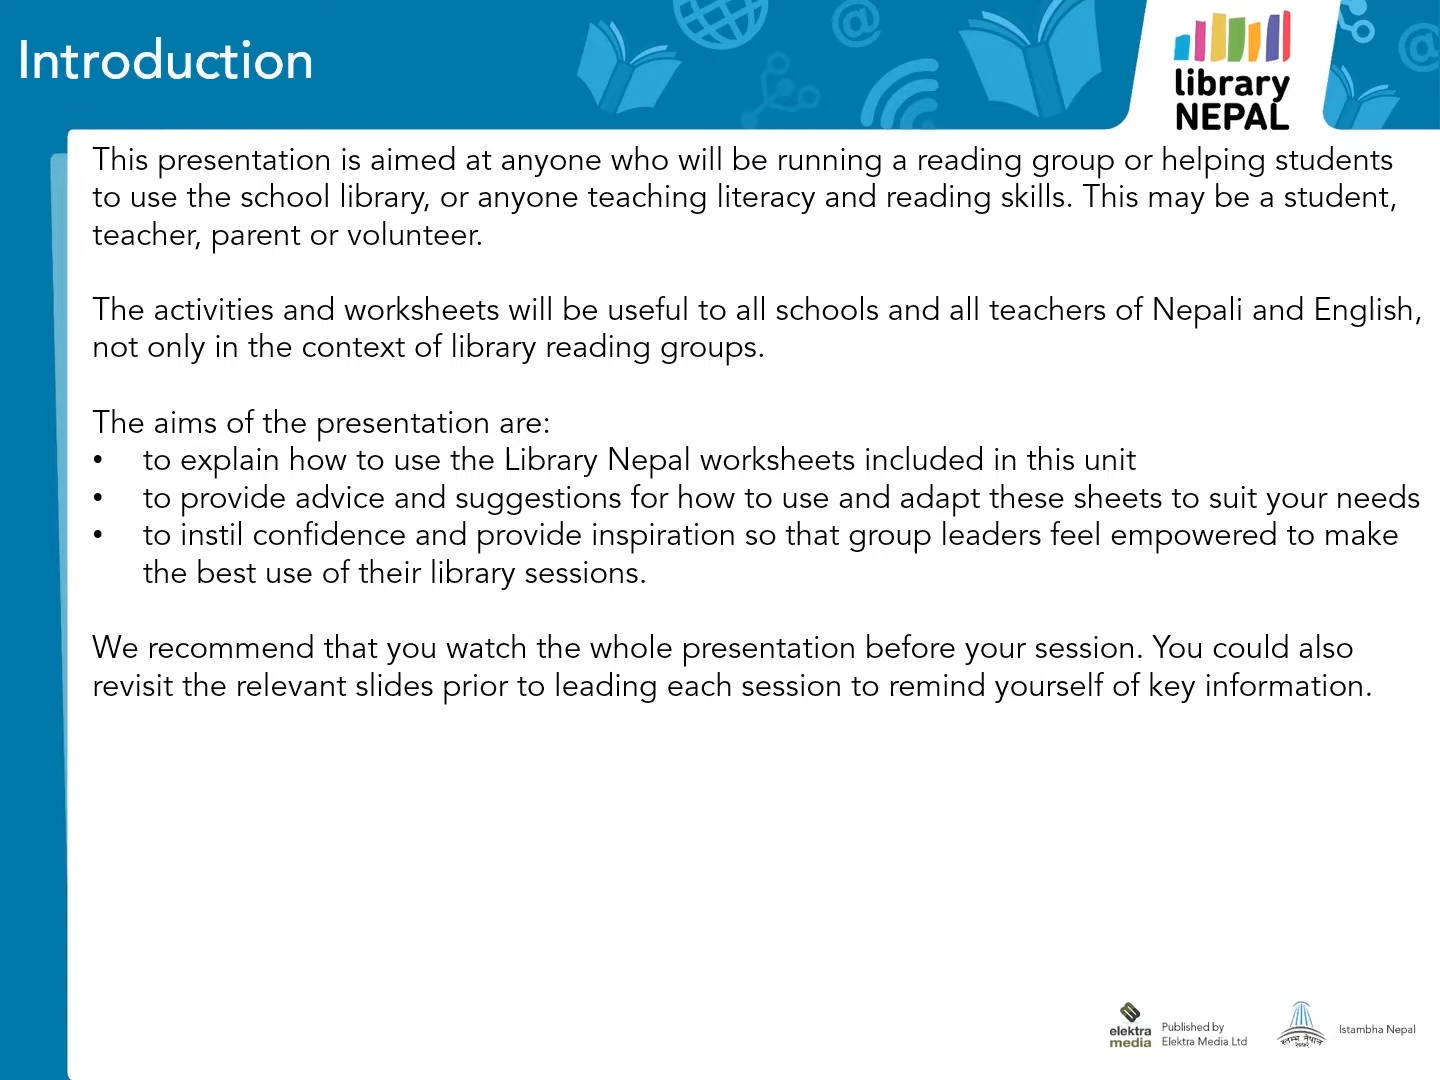 Introduction
library
NEPAL
This presentation is aimed at anyone who will be running a reading group or helping students
to use the school library, or anyone teaching literacy and reading skills. This may be a student,
teacher, parent or volunteer.
The activities and worksheets will be useful to all schools and all teachers of Nepali and English,
not only in the context of library reading groups.
The aims of the presentation are:
• to explain how to use the Library Nepal worksheets included in this unit
• to provide advice and suggestions for how to use and adapt these sheets to suit your needs
• to instil confidence and provide inspiration so that group leaders feel empowered to make
the best use of their library sessions.
We recommend that you watch the whole presentation before your session. You could also
revisit the relevant slides prior to leading each session to remind yourself of key information.
elektra
media
Published by
Elektra Media Ltd
स्तम्भ नेपाल
Istambha Nepal